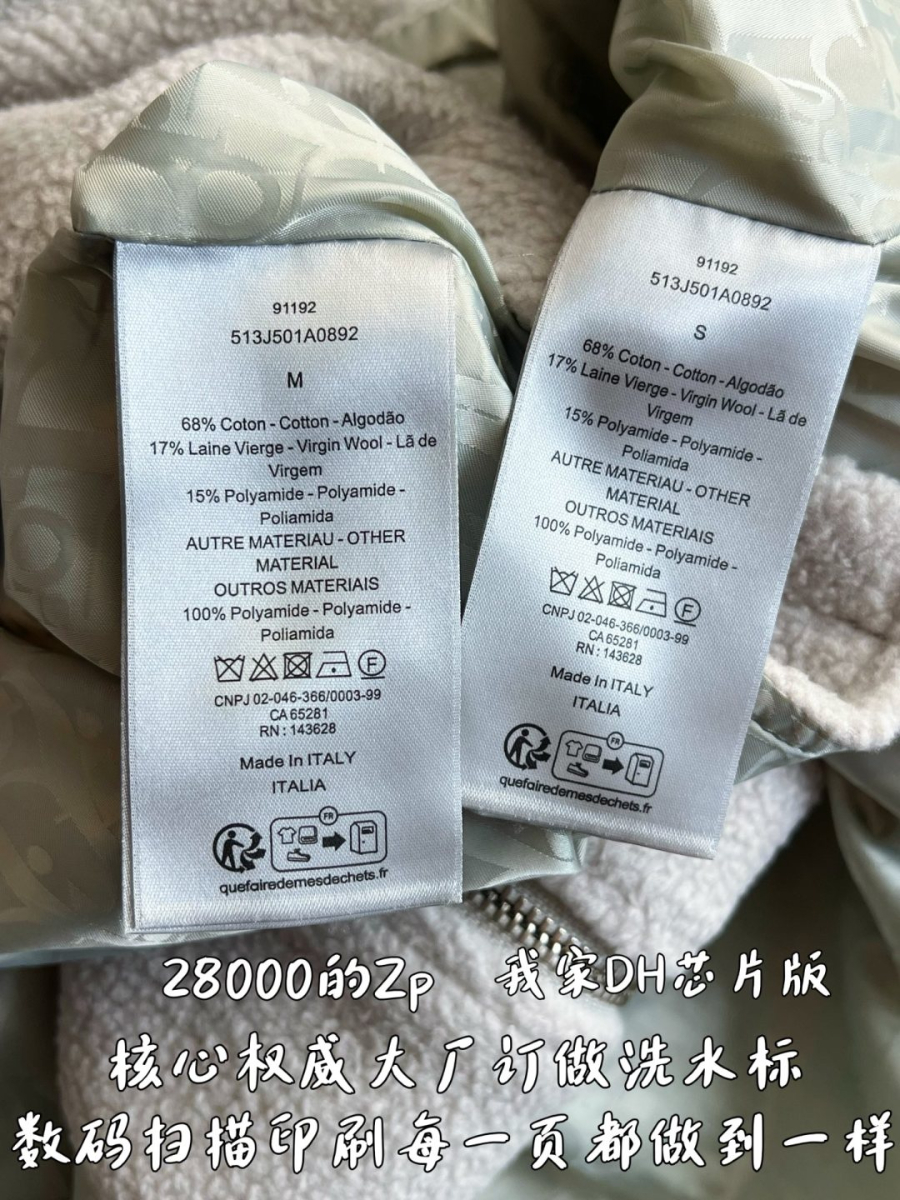 91192
513J501A0892
M
68% Coton - Cotton - Algodão
17% Laine Vierge - Virgin Wool - Lã de
Virgem
15% Polyamide - Polyamide -
Poliamida
AUTRE MATERIAU - OTHER
MATERIAL
OUTROS MATERIAIS
100% Polyamide - Polyamide -
Poliamida
F
CNPJ 02-046-366/0003-99
CA 65281
RN : 143628
Made In ITALY
ITALIA
FR
quefairedemesdechets.fr
91192
513J501A0892
S
68% Coton - Cotton - Algodão
17% Laine Vierge - Virgin Wool - Lã de
Virgem
15% Polyamide - Polyamide -
Poliamida
AUTRE MATERIAU - OTHER
MATERIAL
OUTROS MATERIAIS
100% Polyamide - Polyamide -
Poliamida
F
CNPJ 02-046-366/0003-99
CA 65281
RN : 143628
Made In ITALY
ITALIA
FR
quefairedemesdechets.fr
28000的Zp 我家DH芯片版
核心权威大厂订做洗水标
数码扫描印刷每一页都做到一样